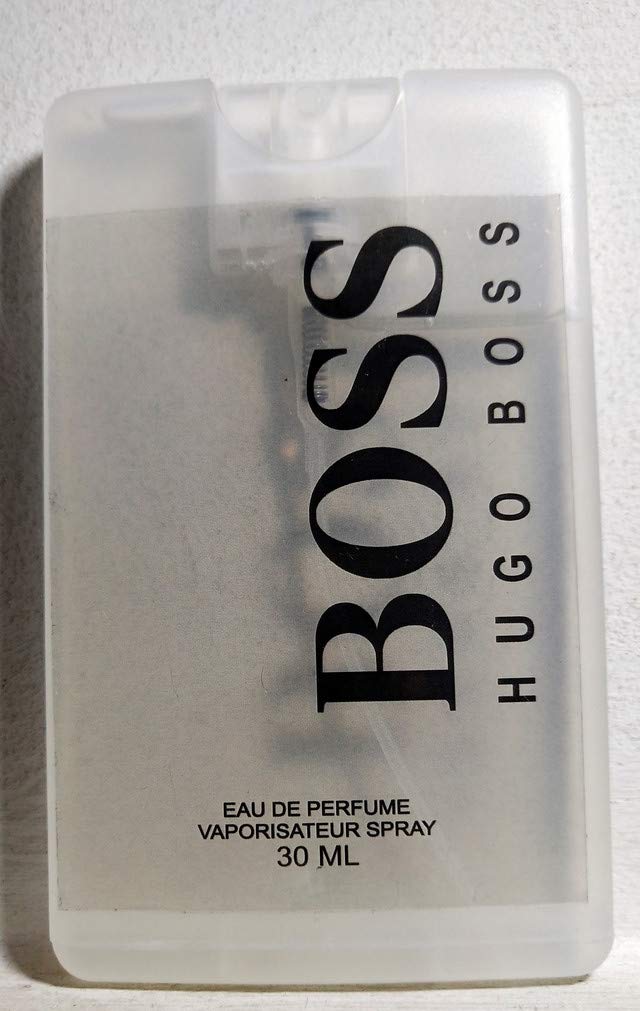 BOSS
HUGO BOSS
EAU DE PERFUME
VAPORISATEUR SPRAY
30 ML